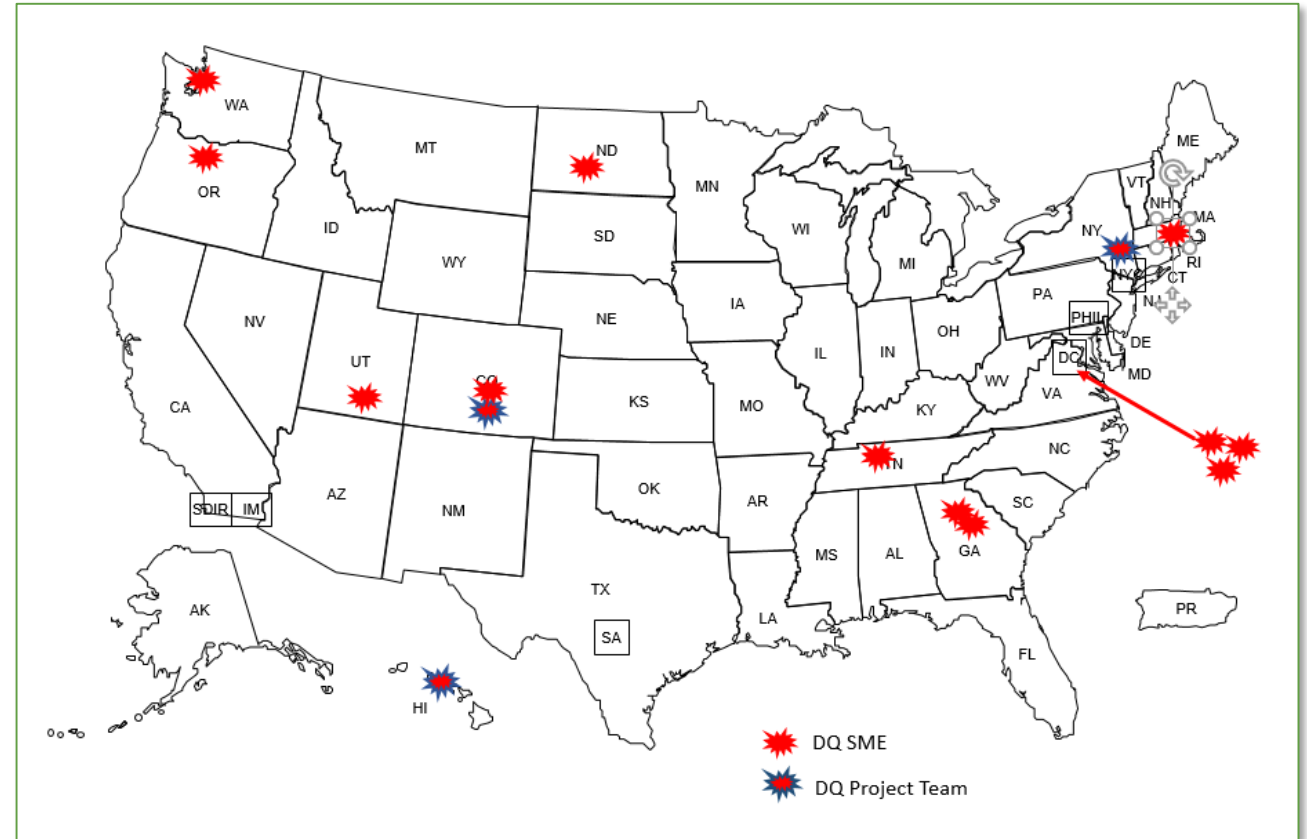 WA
OR
MT
ND
MN
ID
SD
WY
WI
MI
NY
VT
NH
ME
MA
RI
CT
NYC
NJ
PA
PHIL
DE
MD
DC
NV
UT
CO
NE
IA
IL
IN
OH
WV
VA
CA
KS
MO
KY
AZ
NM
OK
AR
TN
NC
SC
SDIR
IM
MS
AL
GA
TX
LA
AK
SA
FL
PR
HI
DQ SME
DQ Project Team